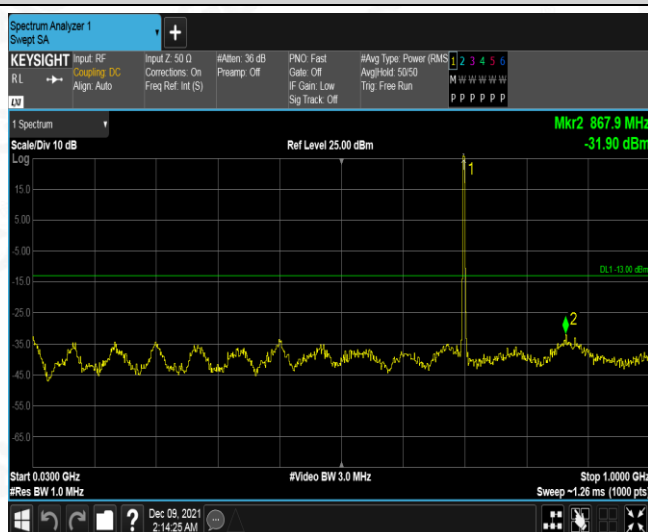 Spectrum Analyzer 1
Swept SA
+
KEYSIGHT Input: RF Input Z: 50 Ω #Atten: 36 dB PNO: Fast #Avg Type: Power (RMS 1 2 3 4 5 6
RL Coupling: DC Corrections: On Preamp: Off Gate: Off Avg|Hold: 50/50 M W W W W W
Align: Auto Freq Ref: Int (S) IF Gain: Low Trig: Free Run
Sig Track: Off P P P P P P
LXI
1 Spectrum Mkr2 867.9 MHz
Scale/Div 10 dB Ref Level 25.00 dBm -31.90 dBm
Log
1
15.0
5.00
-5.00
DL1 -13.00 dBm
-15.0
-25.0
2
-35.0
-45.0
-55.0
-65.0
Start 0.0300 GHz #Video BW 3.0 MHz Stop 1.0000 GHz
#Res BW 1.0 MHz Sweep ~1.26 ms (1000 pts)
? Dec 09, 2021
2:14:25 AM